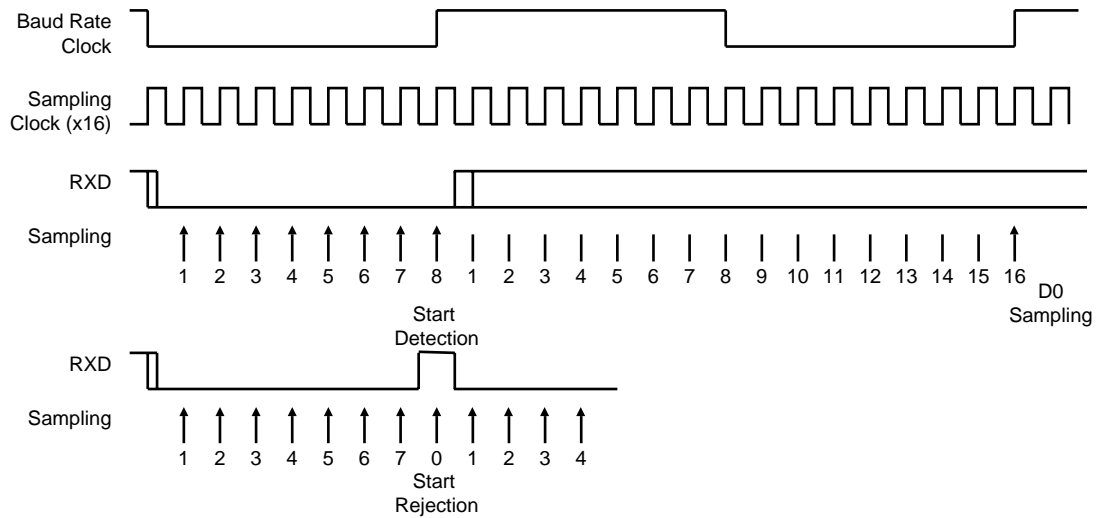 Baud Rate
Clock
Sampling
Clock (x16)
RXD
Sampling
1 2 3 4 5 6 7 8 1 2 3 4 5 6 7 8 9 10 11 12 13 14 15 16
D0
Sampling
Start
Detection
RXD
Sampling
1 2 3 4 5 6 7 0 1 2 3 4
Start
Rejection